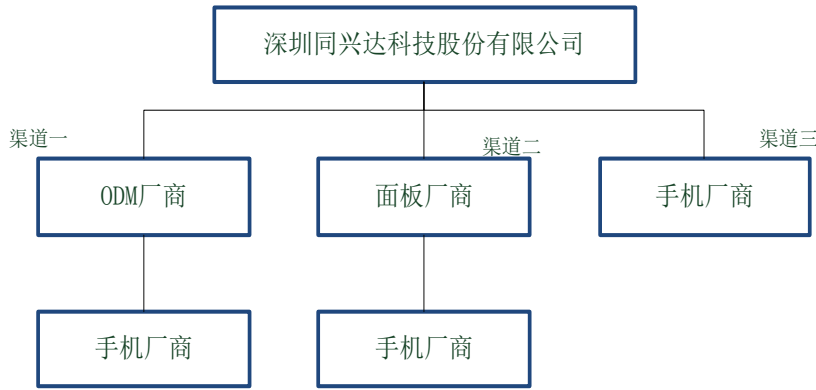 深圳同兴达科技股份有限公司
渠道一
渠道二
渠道三
ODM厂商
面板厂商
手机厂商
手机厂商
手机厂商